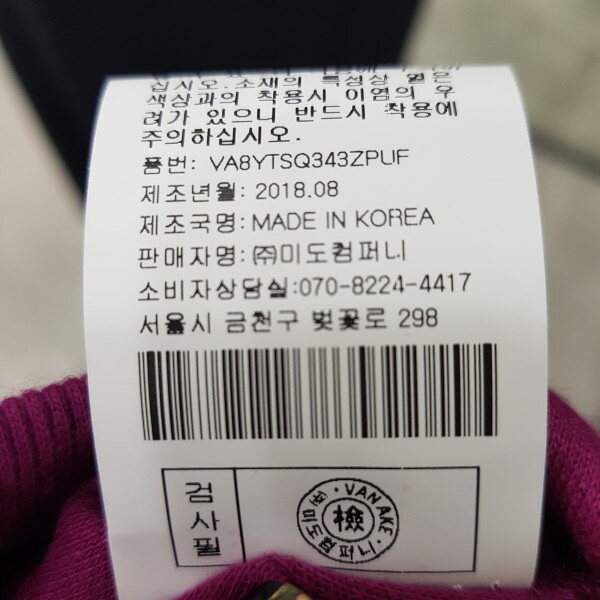 십시오.소재의 특성상 옅은
색상과의 착용시 이염의 우
려가 있으니 반드시 착용에
주의하십시오.
품번: VA8YTSQ343ZPUF
제조년월: 2018.08
제조국명: MADE IN KOREA
판매자명: ㈜미도컴퍼니
소비자상담실:070-8224-4417
서울시 금천구 벚꽃로 298
검사필
VAN AKE
檢
㈜미도컴퍼니